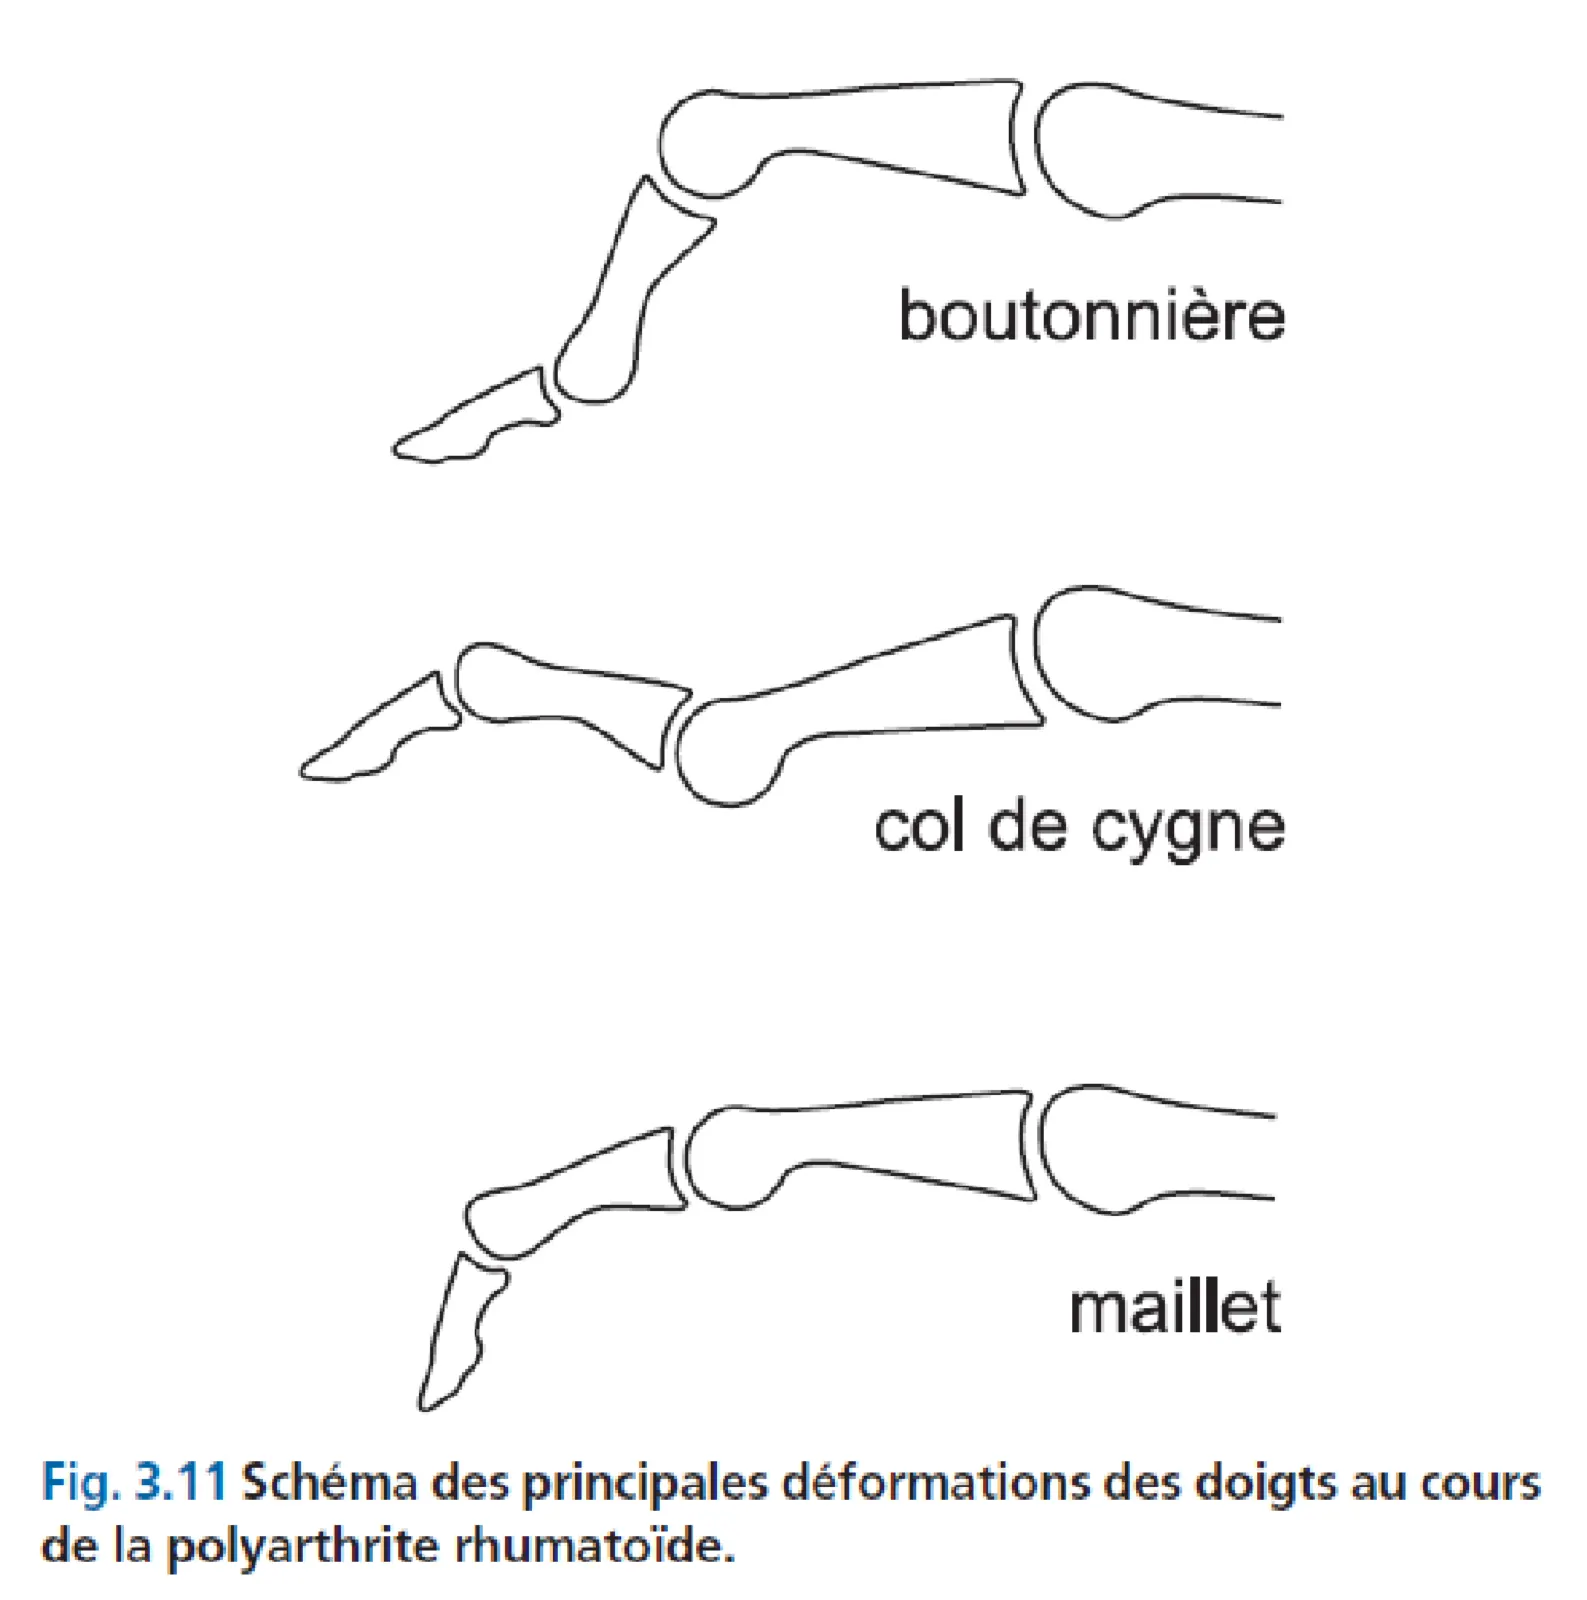 boutonnière
col de cygne
maillet
Fig. 3.11 Schéma des principales déformations des doigts au cours
de la polyarthrite rhumatoïde.